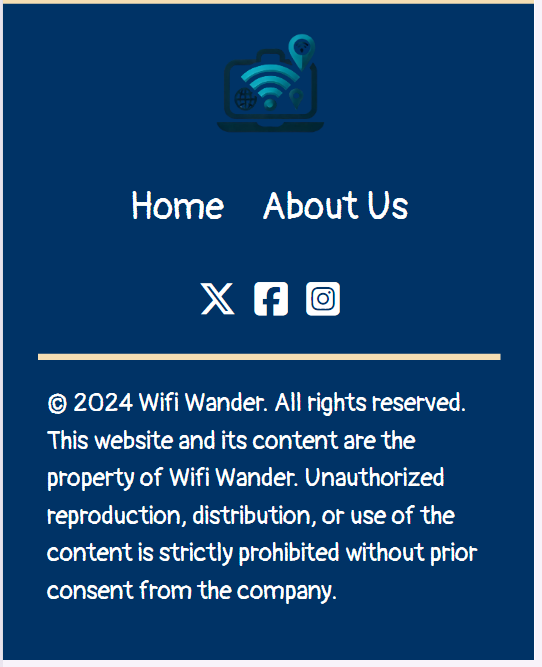 Home About Us
© 2024 Wifi Wander. All rights reserved.
This website and its content are the
property of Wifi Wander. Unauthorized
reproduction, distribution, or use of the
content is strictly prohibited without prior
consent from the company.